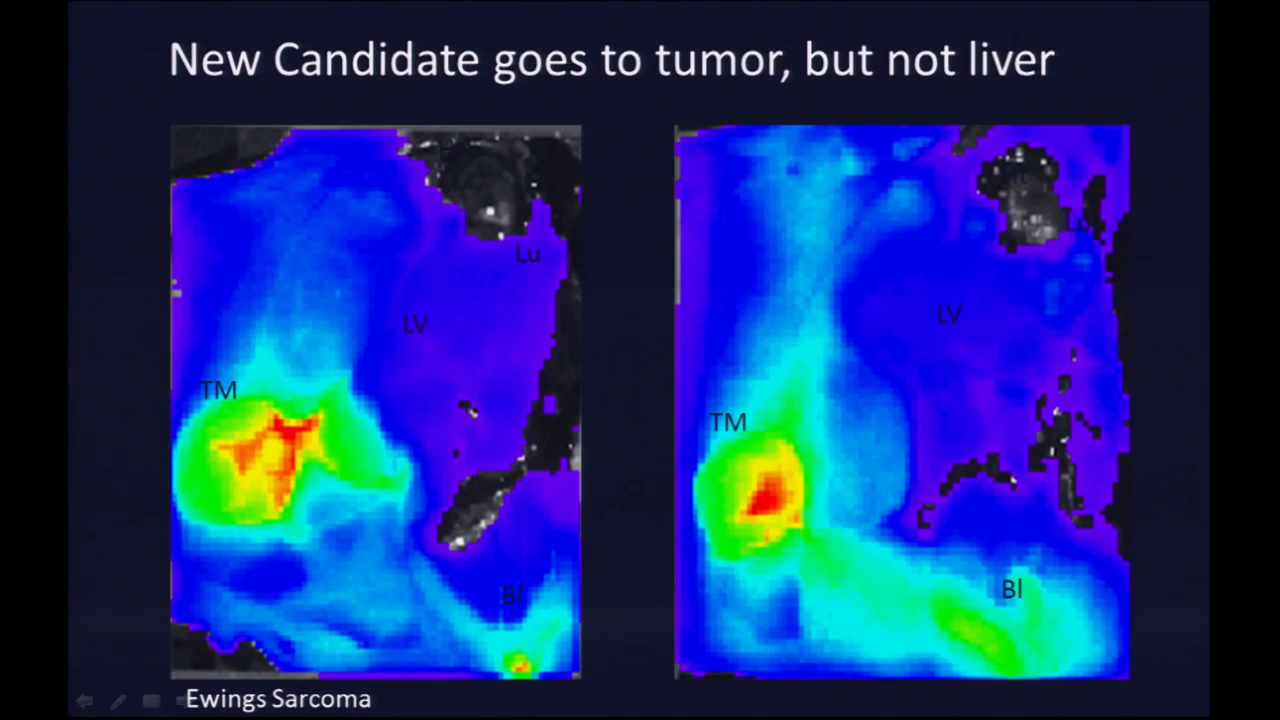 New Candidate goes to tumor, but not liver
Lu
LV
TM
Bl
LV
TM
Bl
Ewings Sarcoma